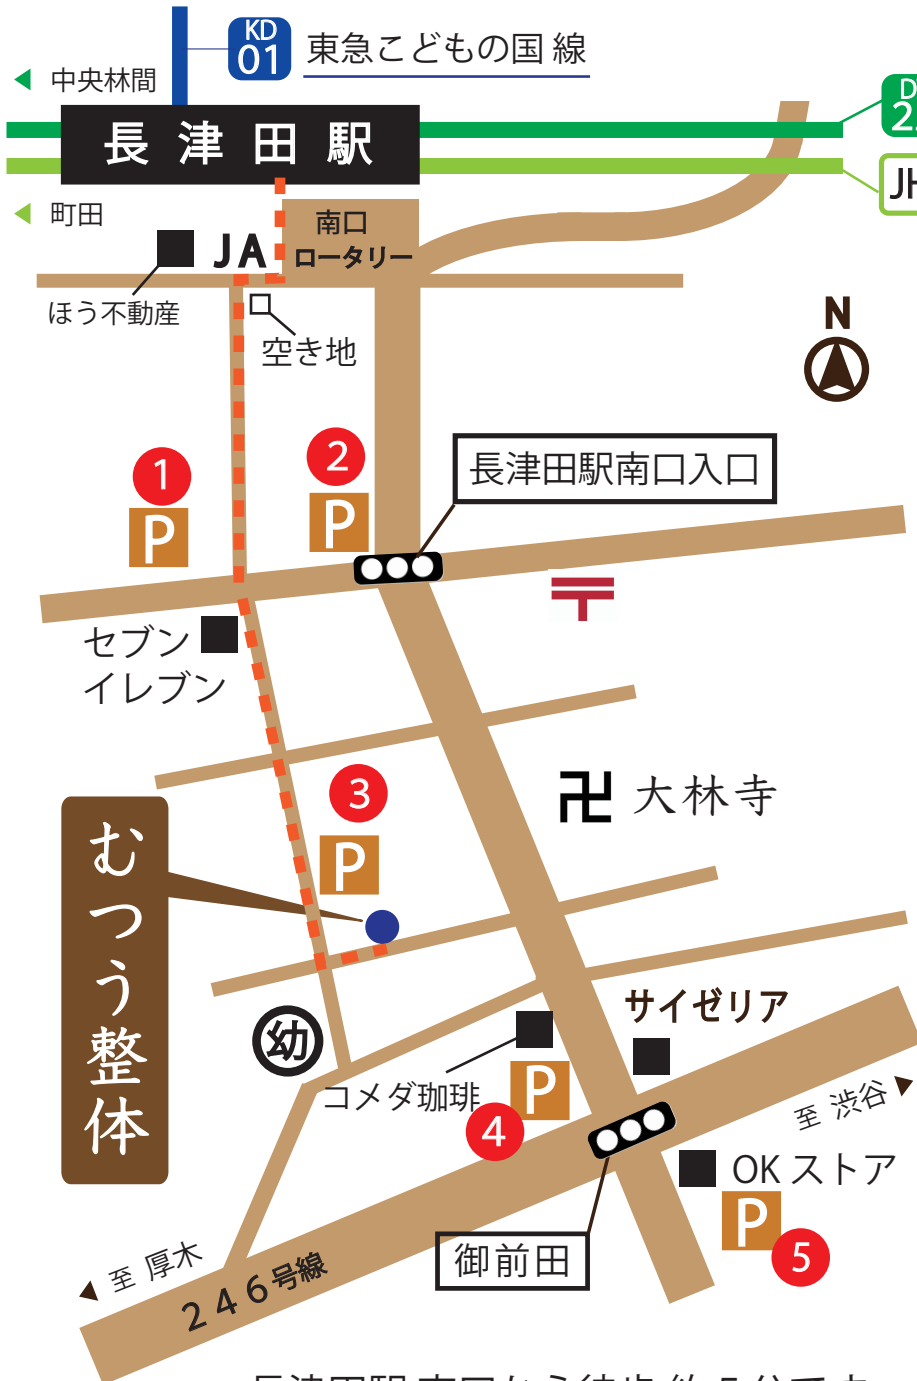 KD
01
東急こどもの国線
中央林間
長津田駅
D
2
JH
町田
南口
ロータリー
JA
ほう不動産
空き地
N
1
P
2
P
長津田駅南口入口
〒
セブン
イレブン
3
P
卍 大林寺
むつう整体
幼
サイゼリア
コメダ珈琲
P
4
至 渋谷
OK ストア
P
5
御前田
至 厚木
246号線